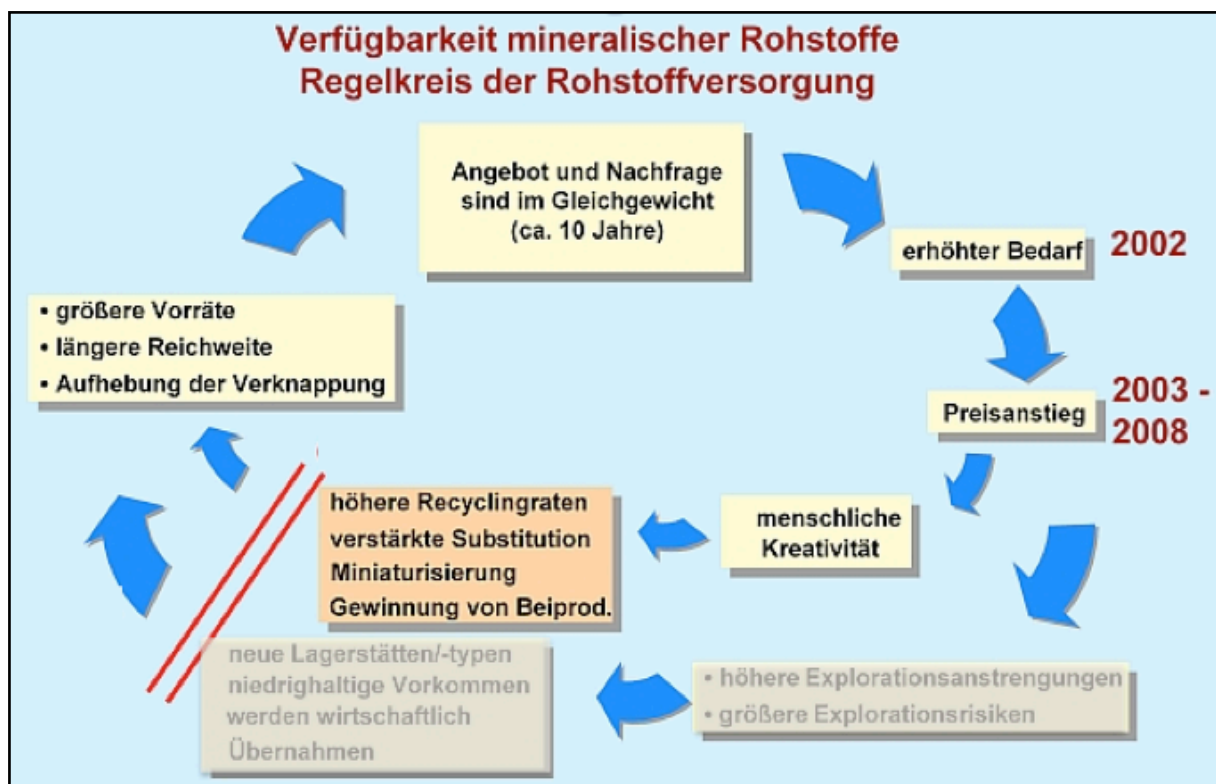 Verfügbarkeit mineralischer Rohstoffe
Regelkreis der Rohstoffversorgung
Angebot und Nachfrage
sind im Gleichgewicht
(ca. 10 Jahre)
erhöhter Bedarf
2002
• größere Vorräte
• längere Reichweite
• Aufhebung der Verknappung
Preisanstieg
2003 -
2008
menschliche
Kreativität
höhere Recyclingraten
verstärkte Substitution
Miniaturisierung
Gewinnung von Beiprod.
• höhere Explorationsanstrengungen
• größere Explorationsrisiken
neue Lagerstätten/-typen
niedrighaltige Vorkommen
werden wirtschaftlich
Übernahmen